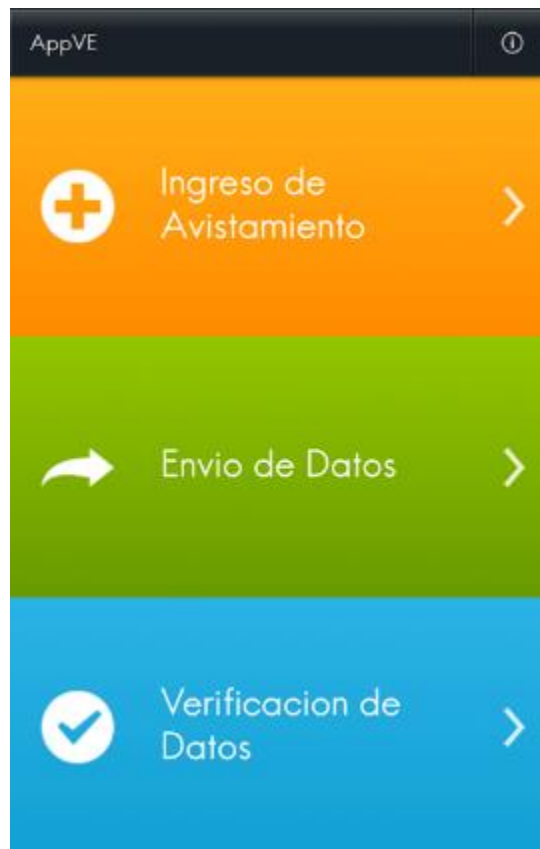 AppVE
Ingreso de
Avistamiento
Envio de Datos
Verificacion de
Datos